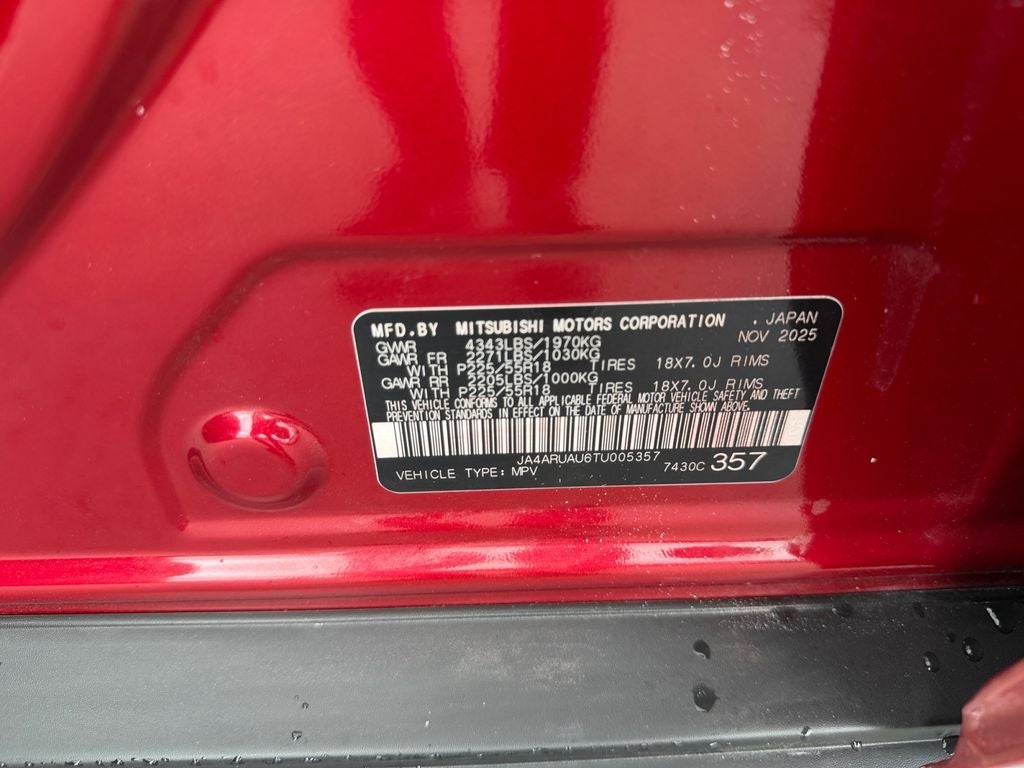 MFD.BY MITSUBISHI MOTORS CORPORATION , JAPAN
NOV 2025
GVWR 4343LBS/1970KG
GAWR FR 2271LBS/1030KG
WITH P225/55R18 TIRES 18X7.0J RIMS
GAWR RR 2205LBS/1000KG
WITH P225/55R18 TIRES 18X7.0J RIMS
THIS VEHICLE CONFORMS TO ALL APPLICABLE FEDERAL MOTOR VEHICLE SAFETY AND THEFT
PREVENTION STANDARDS IN EFFECT ON THE DATE OF MANUFACTURE SHOWN ABOVE.
JA4ARUAU6TU005357
VEHICLE TYPE: MPV 7430C 357